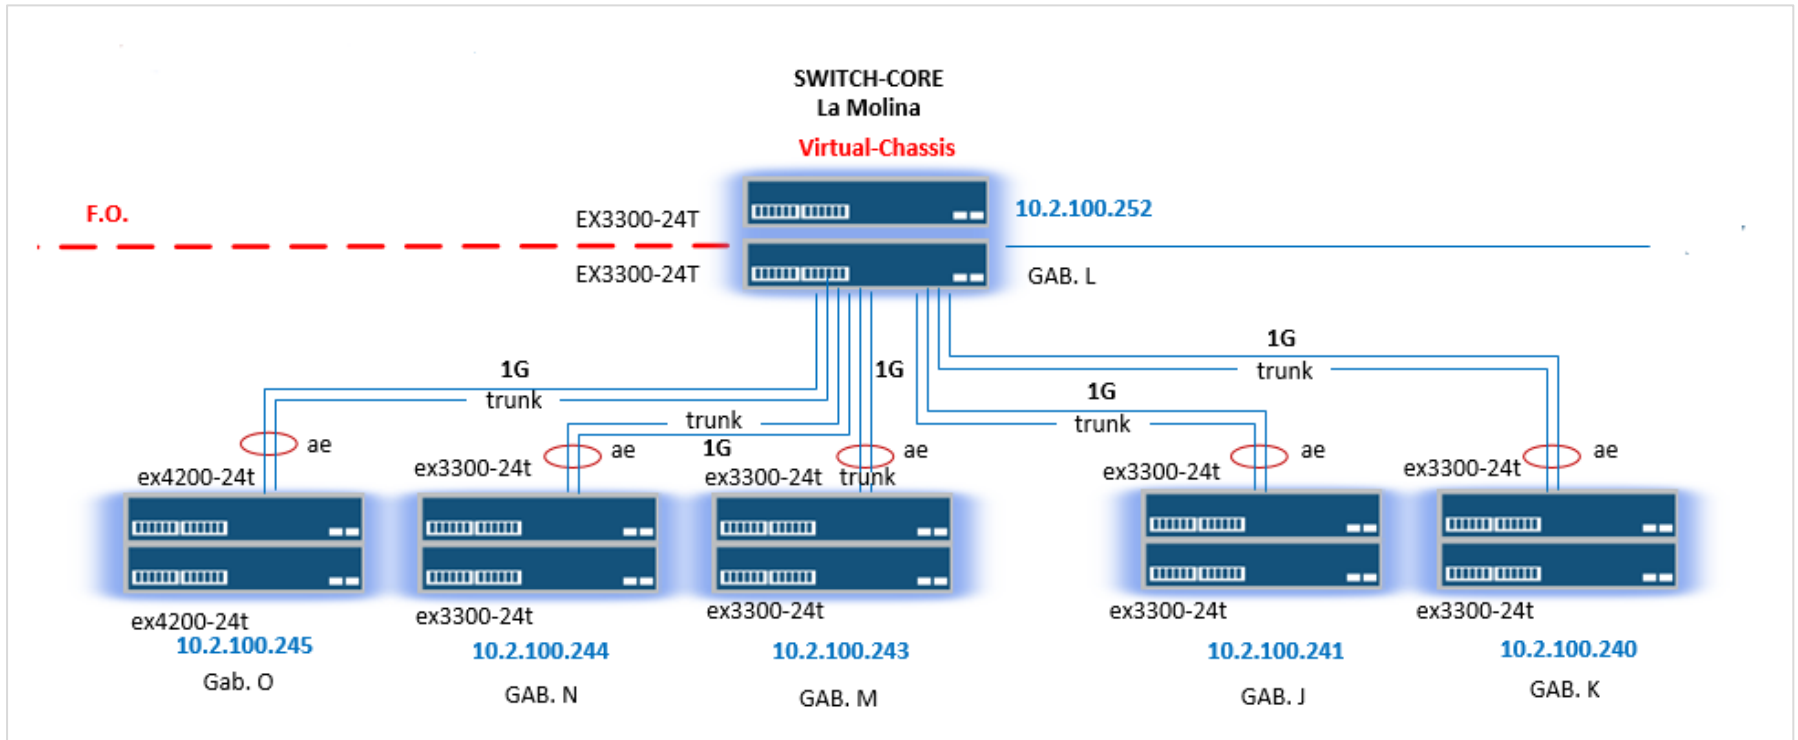 SWITCH-CORE
La Molina
Virtual-Chassis
F.O.
EX3300-24T
10.2.100.252
EX3300-24T
GAB. L
1G
trunk
trunk
1G
1G
1G
trunk
1G
trunk
ae
ae
ae
ae
ae
ex4200-24t
ex3300-24t
ex3300-24t
trunk
ex3300-24t
ex3300-24t
ex4200-24t
ex3300-24t
ex3300-24t
ex3300-24t
ex3300-24t
10.2.100.245
10.2.100.244
10.2.100.243
10.2.100.241
10.2.100.240
Gab. O
GAB. N
GAB. M
GAB. J
GAB. K